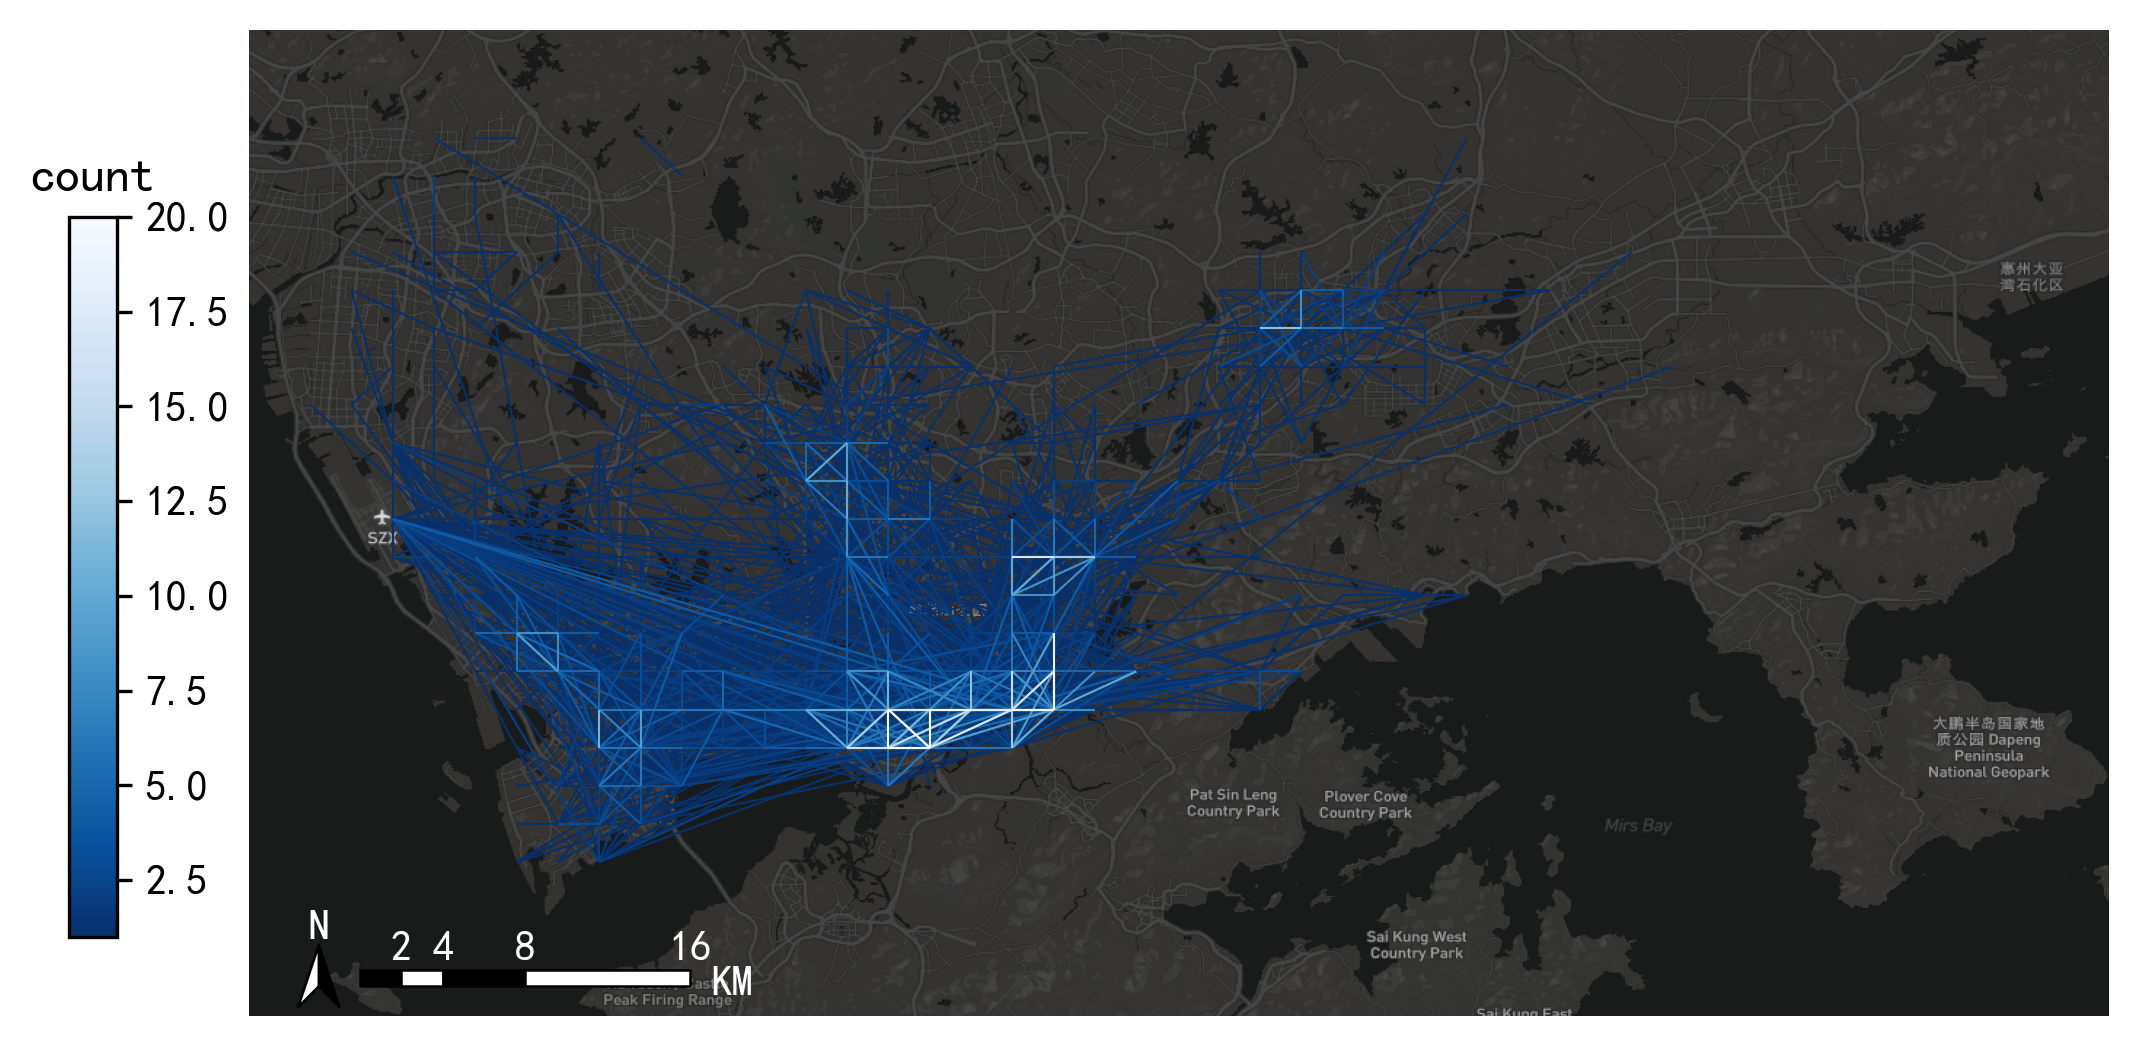 count
20.0
17.5
15.0
12.5
10.0
7.5
5.0
2.5
惠州大亚
湾石化区
SZX
大鹏半岛国家地
质公园 Dapeng
Peninsula
National Geopark
Pat Sin Leng
Country Park
Plover Cove
Country Park
Mirs Bay
Sai Kung West
Country Park
Sai Kung East
N
2 4 8 16
KM
Peak Firing Range